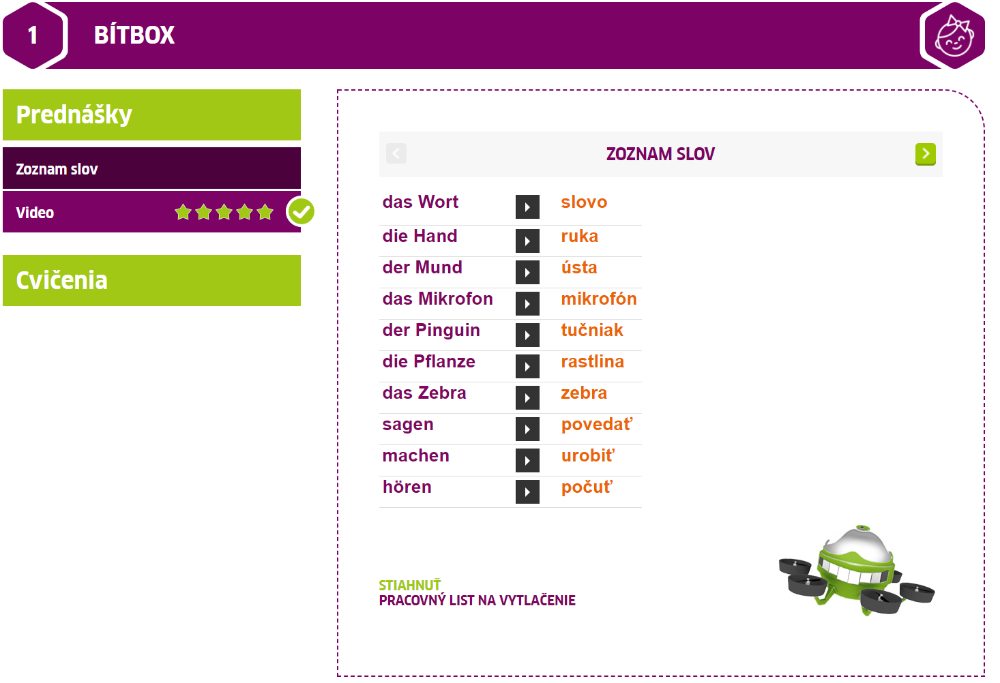 1
BÍTBOX
Prednášky
Zoznam slov
Video
Cvičenia
ZOZNAM SLOV
das Wort slovo
die Hand ruka
der Mund ústa
das Mikrofon mikrofón
der Pinguin tučniak
die Pflanze rastlina
das Zebra zebra
sagen povedať
machen urobiť
hören počuť
STIAHNUŤ
PRACOVNÝ LIST NA VYTLAČENIE